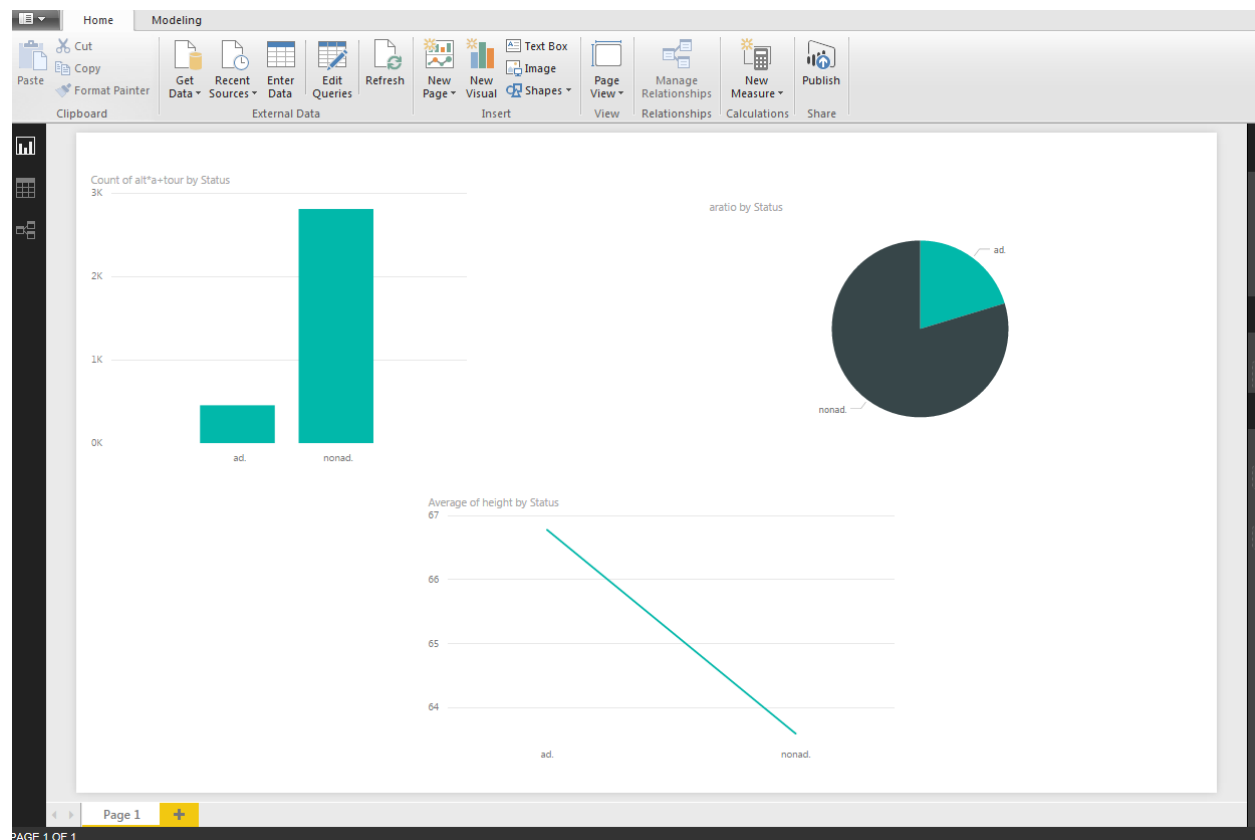 Home Modeling
Paste
Cut
Copy
Format Painter
Clipboard
Get Data
Recent Sources
Enter Data
Edit Queries
Refresh
External Data
New Page
New Visual
Text Box
Image
Shapes
Insert
Page View
View
Manage Relationships
Relationships
New Measure
Calculations
Publish
Share
Count of alt*a+tour by Status
3K
2K
1K
0K
ad. nonad.
aratio by Status
ad.
nonad.
Average of height by Status
67
66
65
64
ad. nonad.
Page 1
PAGE 1 OF 1